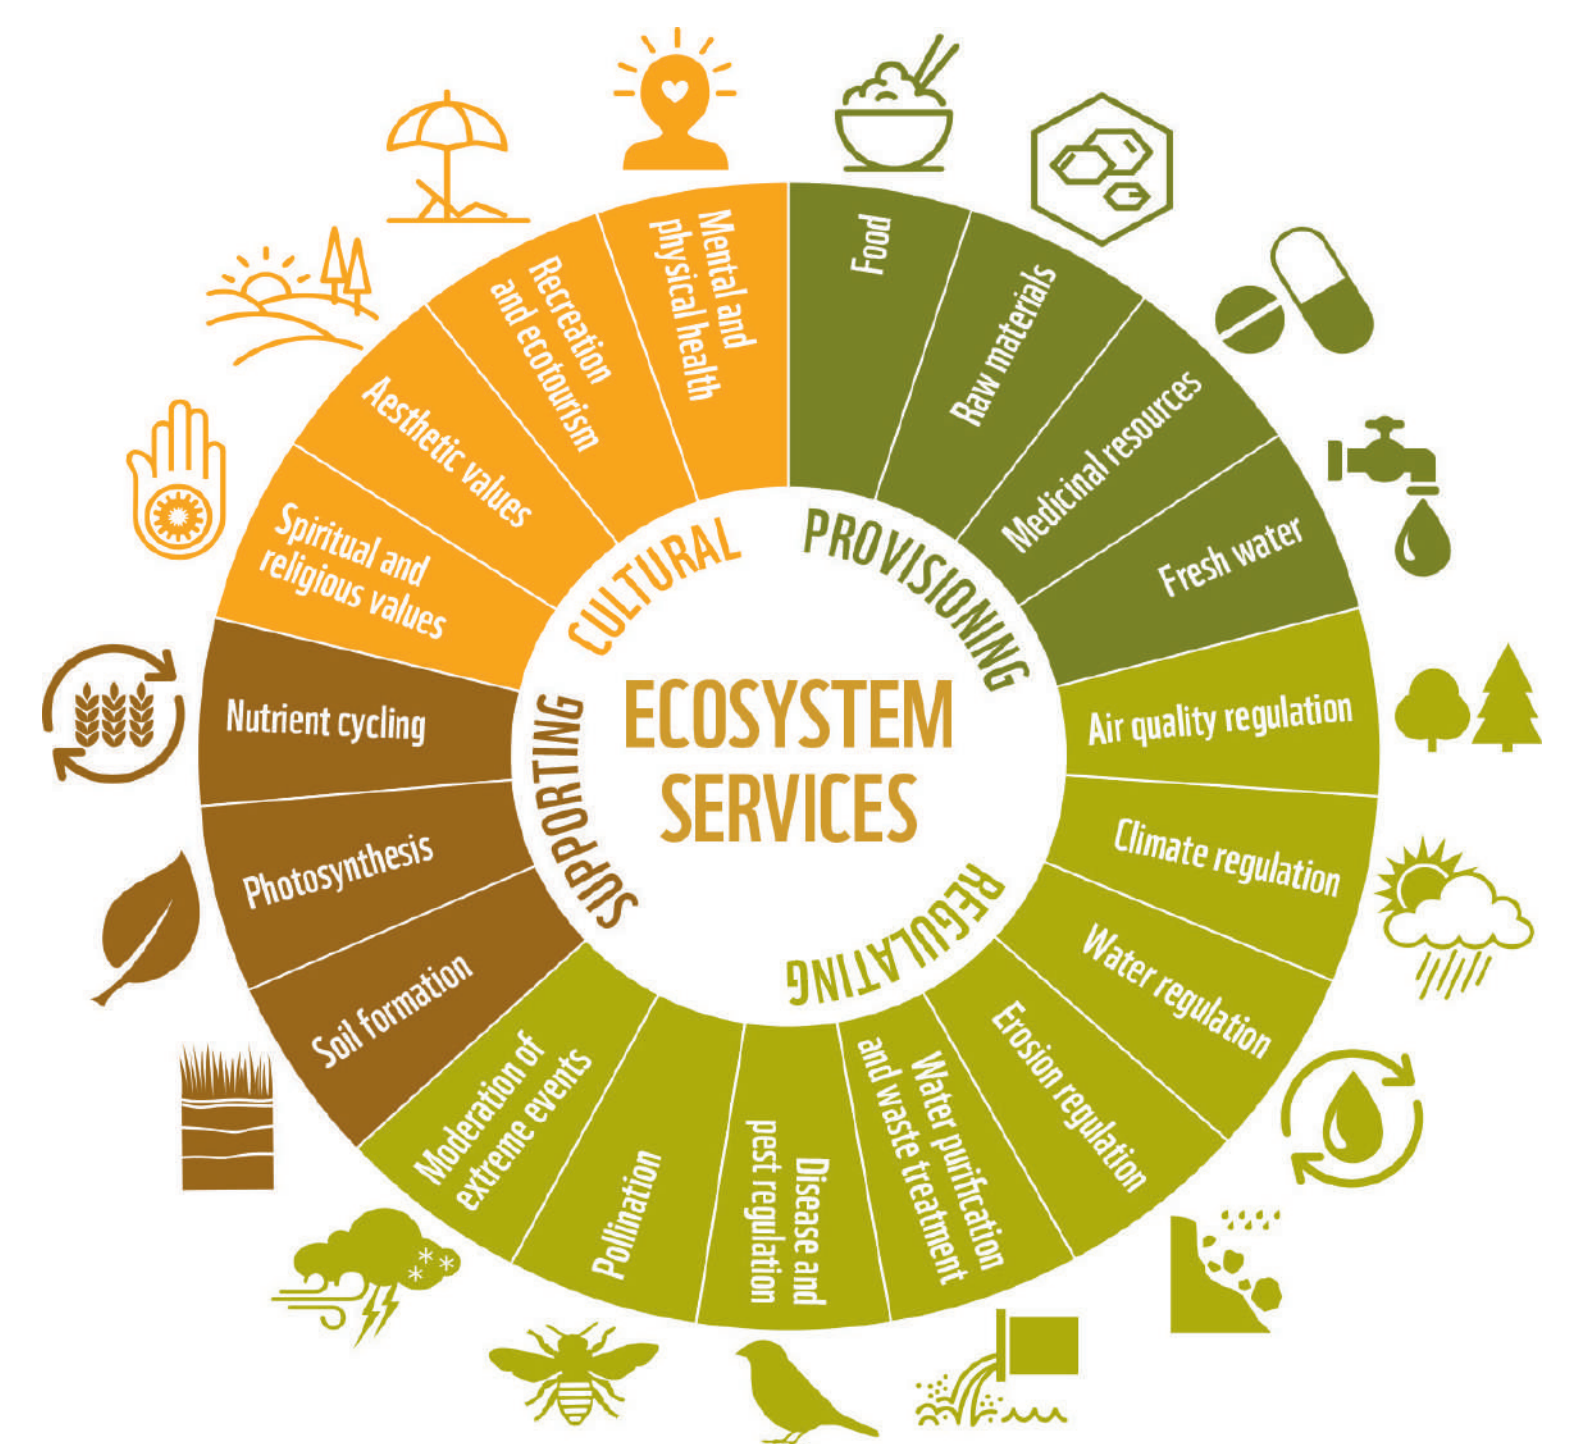 ECOSYSTEM
SERVICES
PROVISIONING
Food
Raw materials
Medicinal resources
Fresh water
REGULATING
Air quality regulation
Climate regulation
Water regulation
Erosion regulation
Water purification
and waste treatment
Disease and
pest regulation
Pollination
Moderation of
extreme events
SUPPORTING
Soil formation
Photosynthesis
Nutrient cycling
CULTURAL
Spiritual and
religious values
Aesthetic values
Recreation
and ecotourism
Mental and
physical health